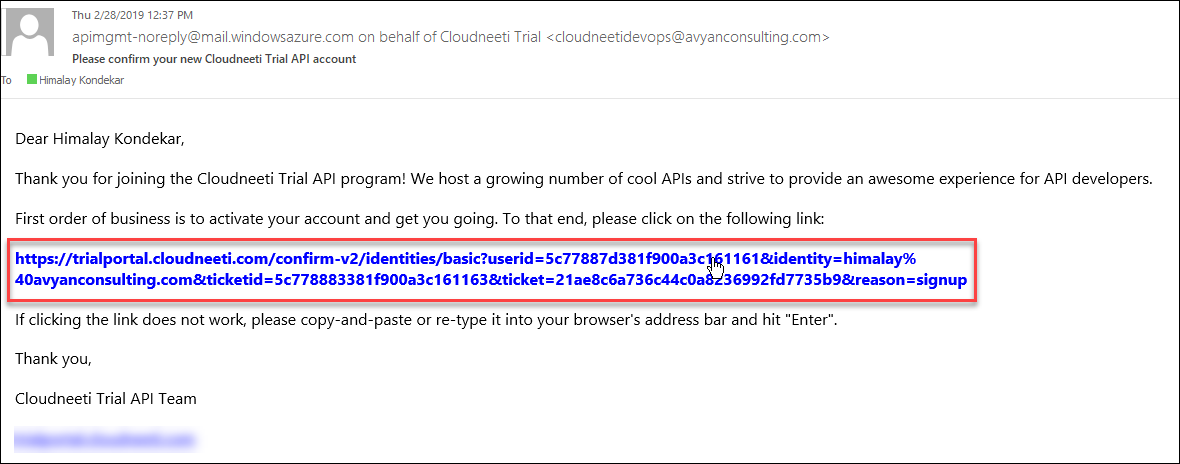 Thu 2/28/2019 12:37 PM
apimgmt-noreply@mail.windowsazure.com on behalf of Cloudneeti Trial <cloudneetidevops@avyanconsulting.com>
Please confirm your new Cloudneeti Trial API account
To Himalay Kondekar
Dear Himalay Kondekar,
Thank you for joining the Cloudneeti Trial API program! We host a growing number of cool APIs and strive to provide an awesome experience for API developers.
First order of business is to activate your account and get you going. To that end, please click on the following link:
https://trialportal.cloudneeti.com/confirm-v2/identities/basic?userid=5c77887d381f900a3c161161&identity=himalay%
40avyanconsulting.com&ticketid=5c778883381f900a3c161163&ticket=21ae8c6a736c44c0a8236992fd7735b9&reason=signup
If clicking the link does not work, please copy-and-paste or re-type it into your browser's address bar and hit "Enter".
Thank you,
Cloudneeti Trial API Team